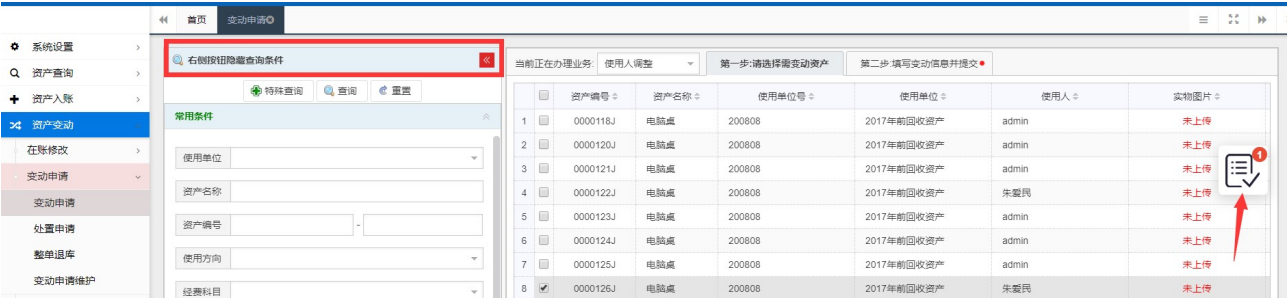 首页 变动申请
系统设置
资产查询
资产入账
资产变动
在账修改
变动申请
变动申请
处置申请
整单退库
变动申请维护
右侧按钮隐藏查询条件
特殊查询 查询 重置
常用条件
使用单位
资产名称
资产编号 -
使用方向
经费科目
当前正在办理业务: 使用人调整 第一步:请选择需变动资产 第二步:填写变动信息并提交
资产编号 资产名称 使用单位号 使用单位 使用人 实物图片
1 0000118J 电脑桌 200808 2017年前回收资产 admin 未上传
2 0000120J 电脑桌 200808 2017年前回收资产 admin 未上传
3 0000121J 电脑桌 200808 2017年前回收资产 admin 未上传
4 0000122J 电脑桌 200808 2017年前回收资产 朱爱民 未上传
5 0000123J 电脑桌 200808 2017年前回收资产 admin 未上传
6 0000124J 电脑桌 200808 2017年前回收资产 admin 未上传
7 0000125J 电脑桌 200808 2017年前回收资产 admin 未上传
8 0000126J 电脑桌 200808 2017年前回收资产 朱爱民 未上传
1